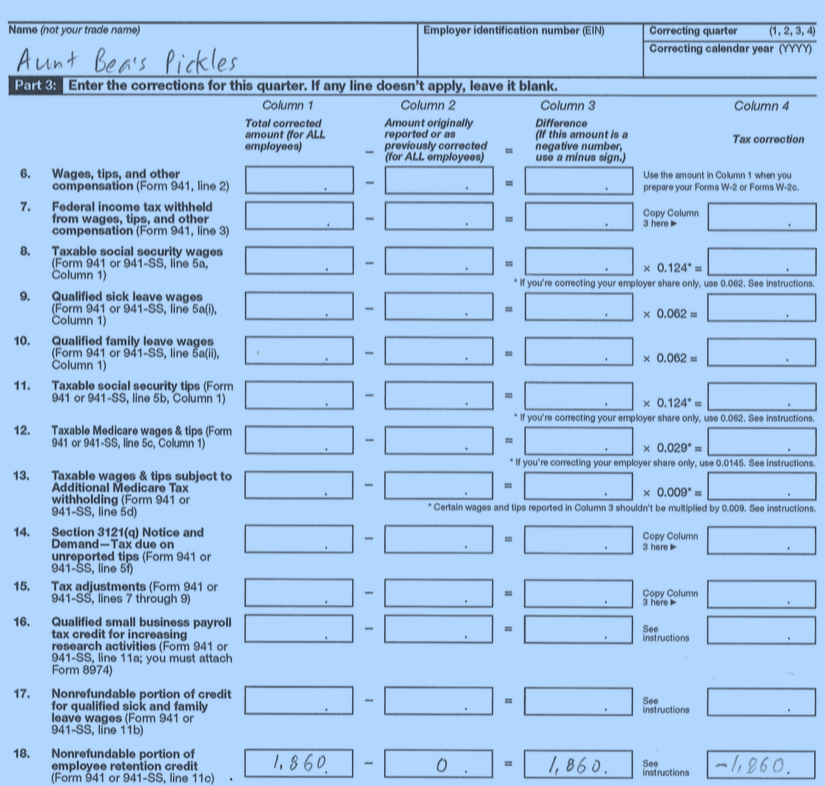 Name (not your trade name) Employer identification number (EIN) Correcting quarter (1, 2, 3, 4)
Aunt Bea's Pickles Correcting calendar year (YYYY)
Part 3: Enter the corrections for this quarter. If any line doesn't apply, leave it blank.
Column 1 Column 2 Column 3 Column 4
Total corrected amount (for ALL employees) — Amount originally reported or as previously corrected (for ALL employees) = Difference (If this amount is a negative number, use a minus sign.) Tax correction
6. Wages, tips, and other compensation (Form 941, line 2) . — . = . Use the amount in Column 1 when you prepare your Forms W-2 or Forms W-2c.
7. Federal income tax withheld from wages, tips, and other compensation (Form 941, line 3) . — . = . Copy Column 3 here ► .
8. Taxable social security wages (Form 941 or 941-SS, line 5a, Column 1) . — . = . × 0.124* = .
* If you're correcting your employer share only, use 0.062. See instructions.
9. Qualified sick leave wages (Form 941 or 941-SS, line 5a(i), Column 1) . — . = . × 0.062 = .
10. Qualified family leave wages (Form 941 or 941-SS, line 5a(ii), Column 1) . — . = . × 0.062 = .
11. Taxable social security tips (Form 941 or 941-SS, line 5b, Column 1) . — . = . × 0.124* = .
* If you're correcting your employer share only, use 0.062. See instructions.
12. Taxable Medicare wages & tips (Form 941 or 941-SS, line 5c, Column 1) . — . = . × 0.029* = .
* If you're correcting your employer share only, use 0.0145. See instructions.
13. Taxable wages & tips subject to Additional Medicare Tax withholding (Form 941 or 941-SS, line 5d) . — . = . × 0.009* = .
* Certain wages and tips reported in Column 3 shouldn't be multiplied by 0.009. See instructions.
14. Section 3121(q) Notice and Demand—Tax due on unreported tips (Form 941 or 941-SS, line 5f) . — . = . Copy Column 3 here ► .
15. Tax adjustments (Form 941 or 941-SS, lines 7 through 9) . — . = . Copy Column 3 here ► .
16. Qualified small business payroll tax credit for increasing research activities (Form 941 or 941-SS, line 11a; you must attach Form 8974) . — . = . See instructions .
17. Nonrefundable portion of credit for qualified sick and family leave wages (Form 941 or 941-SS, line 11b) . — . = . See instructions .
18. Nonrefundable portion of employee retention credit (Form 941 or 941-SS, line 11c) . 1,860. — 0. = 1,860. See instructions -1,860.